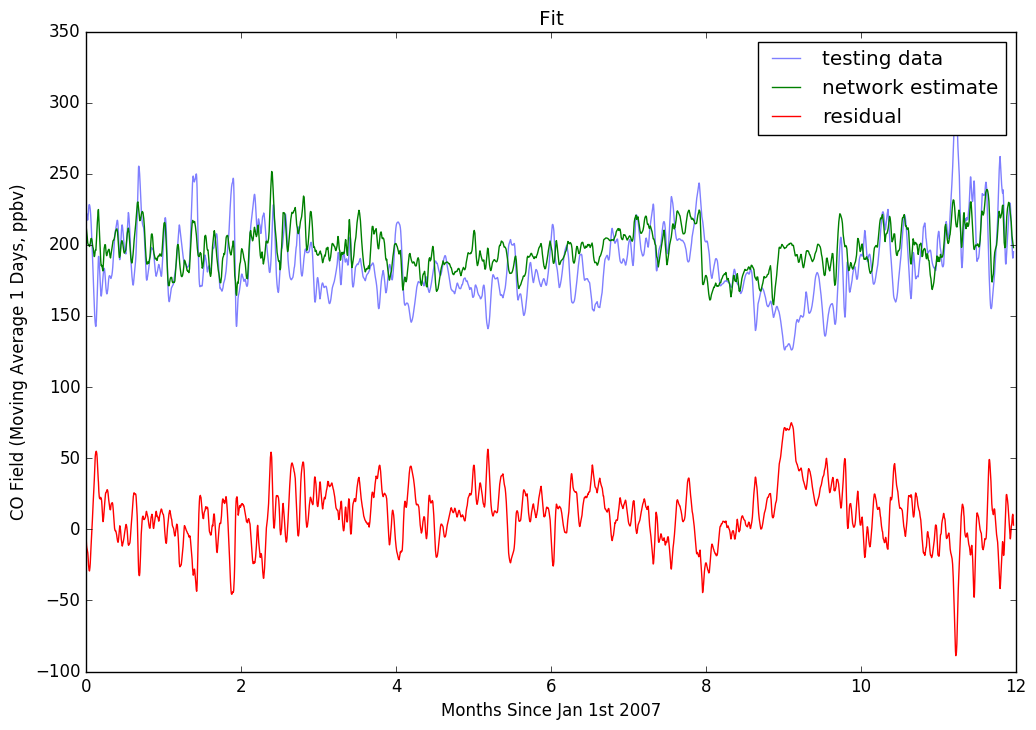 Fit
testing data
network estimate
residual
CO Field (Moving Average 1 Days, ppbv)
350
300
250
200
150
100
50
0
−50
−100
0 2 4 6 8 10 12
Months Since Jan 1st 2007